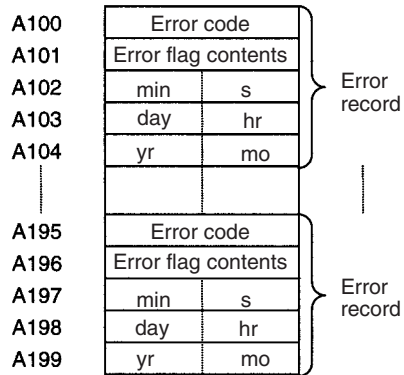 A100 Error code
A101 Error flag contents
A102 min s Error
A103 day hr record
A104 yr mo
A195 Error code
A196 Error flag contents
A197 min s Error
A198 day hr record
A199 yr mo